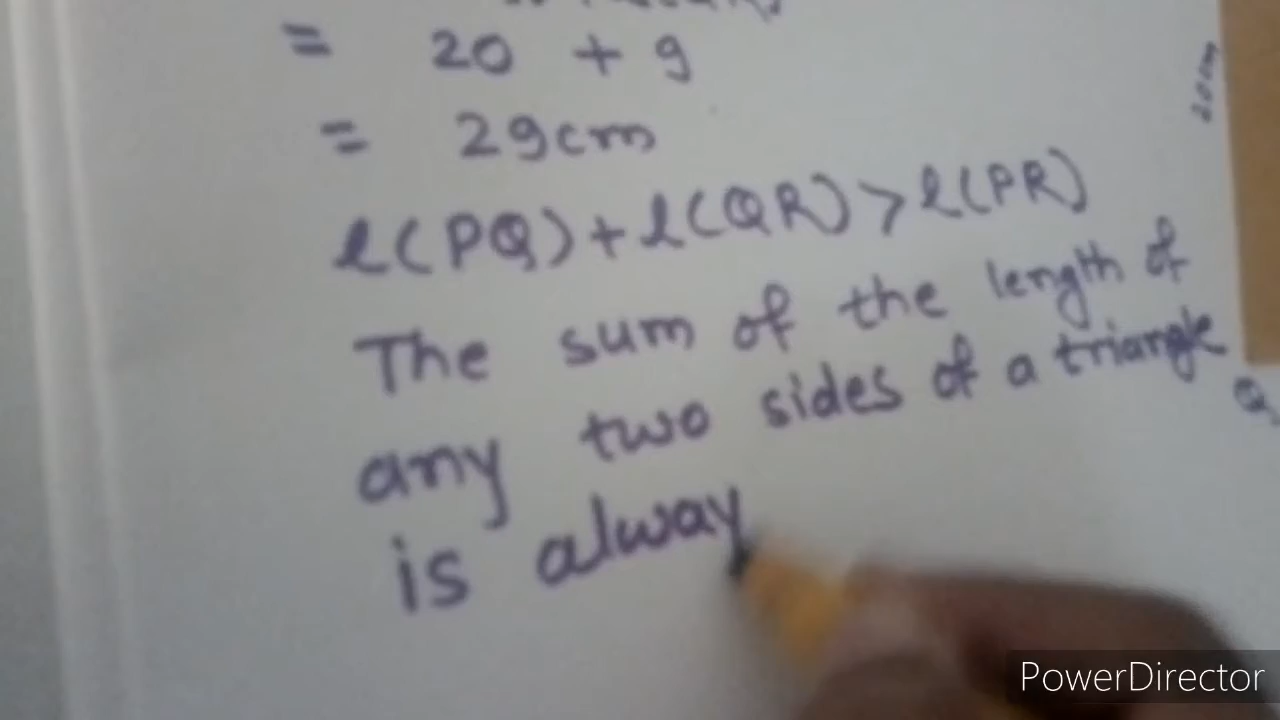 = 20 + 9
= 29cm
20cm
l(PQ)+l(QR)>l(PR)
The sum of the length of
any two sides of a triangle
Q
is alway
PowerDirector